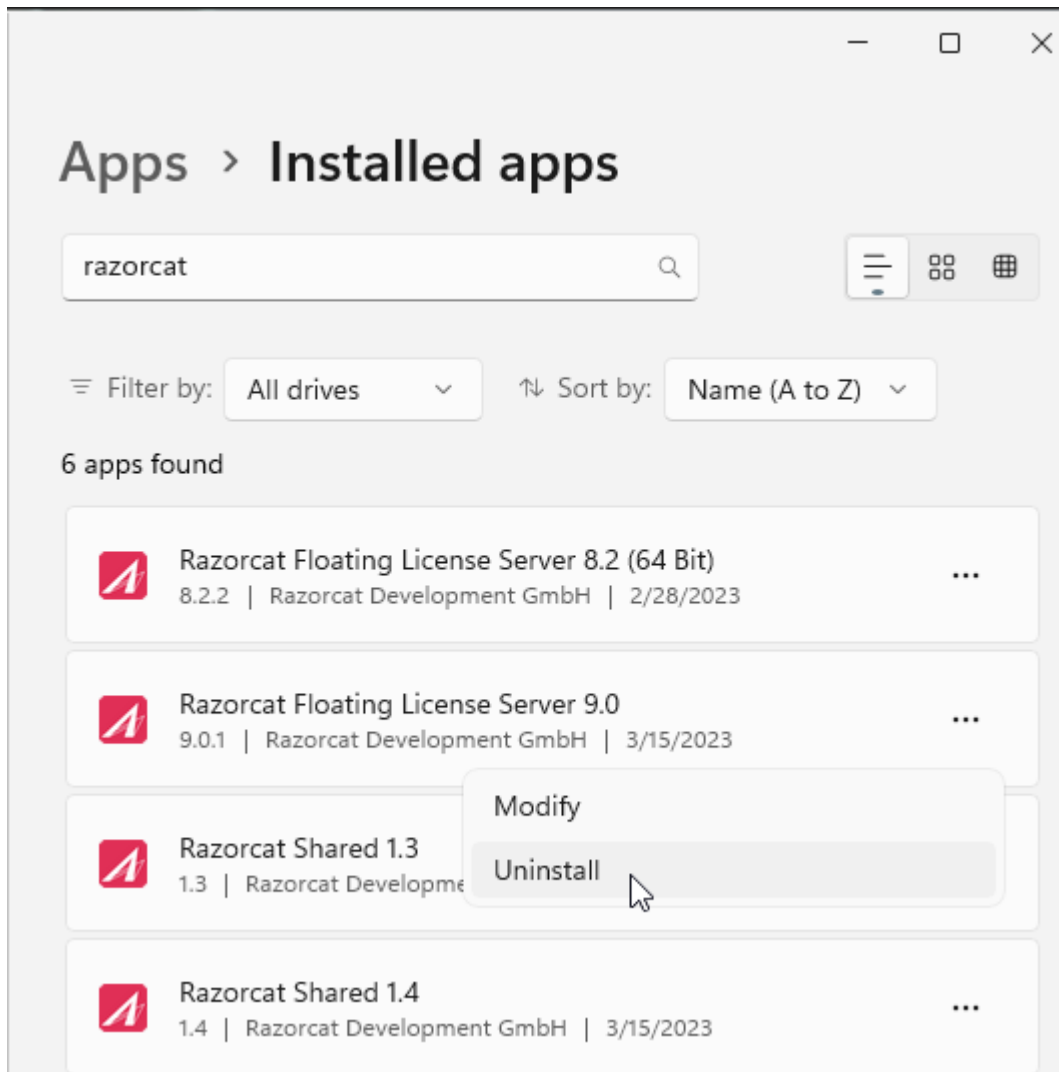 Apps > Installed apps
razorcat
Filter by: All drives Sort by: Name (A to Z)
6 apps found
Razorcat Floating License Server 8.2 (64 Bit)
8.2.2 | Razorcat Development GmbH | 2/28/2023
Razorcat Floating License Server 9.0
9.0.1 | Razorcat Development GmbH | 3/15/2023
Modify
Razorcat Shared 1.3
1.3 | Razorcat Developme
Uninstall
Razorcat Shared 1.4
1.4 | Razorcat Development GmbH | 3/15/2023